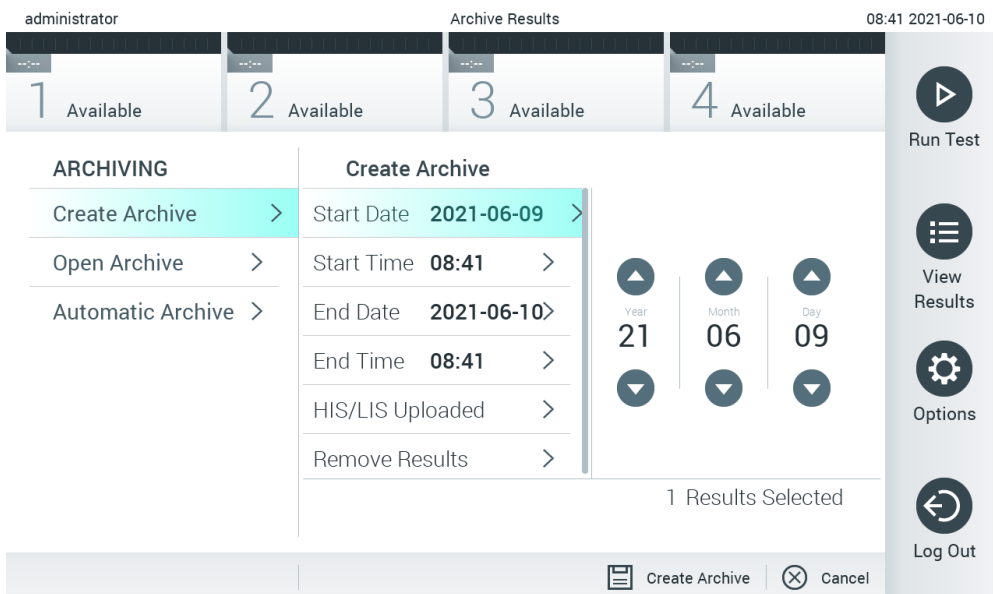 administrator Archive Results 08:41 2021-06-10
--:-- --:-- --:-- --:--
1 Available 2 Available 3 Available 4 Available
Run Test
ARCHIVING
Create Archive
Open Archive
Automatic Archive
Create Archive
Start Date 2021-06-09
Start Time 08:41
End Date 2021-06-10
End Time 08:41
HIS/LIS Uploaded
Remove Results
Year Month Day
21 06 09
1 Results Selected
View
Results
Options
Log Out
Create Archive Cancel